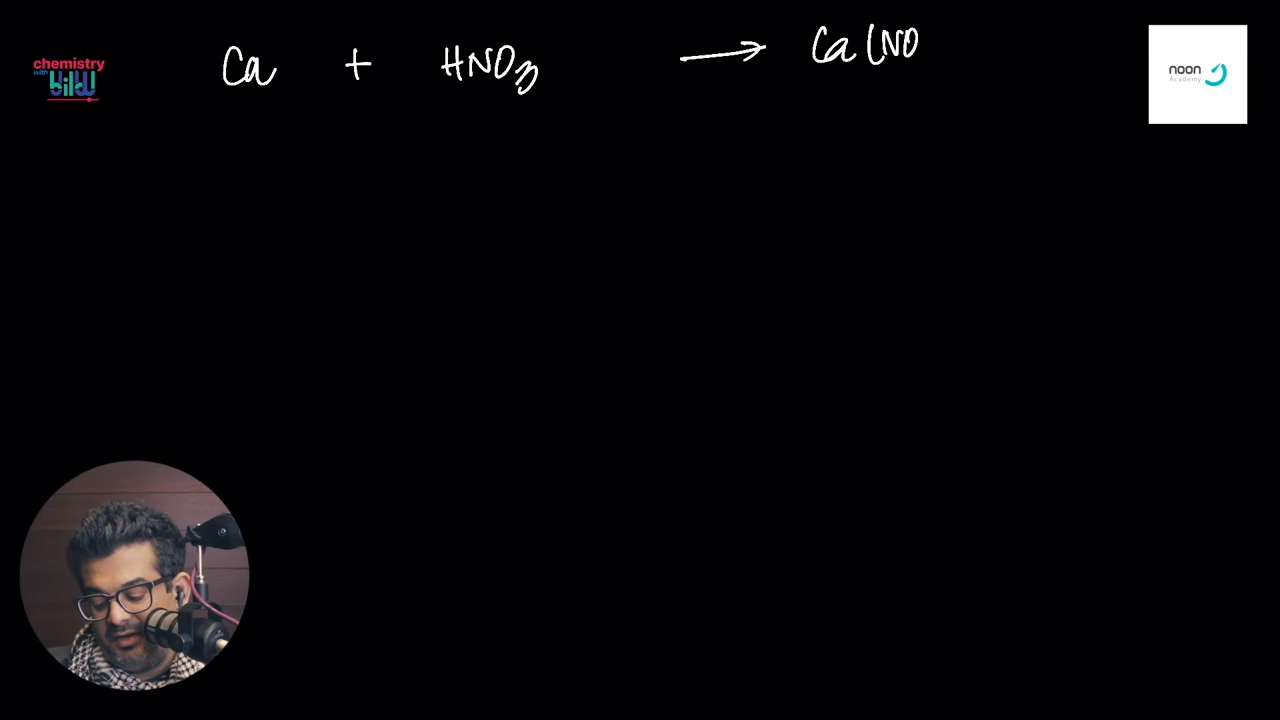 Ca + HNO3 → Ca(NO
chemistry
with bilal
noon
Academy